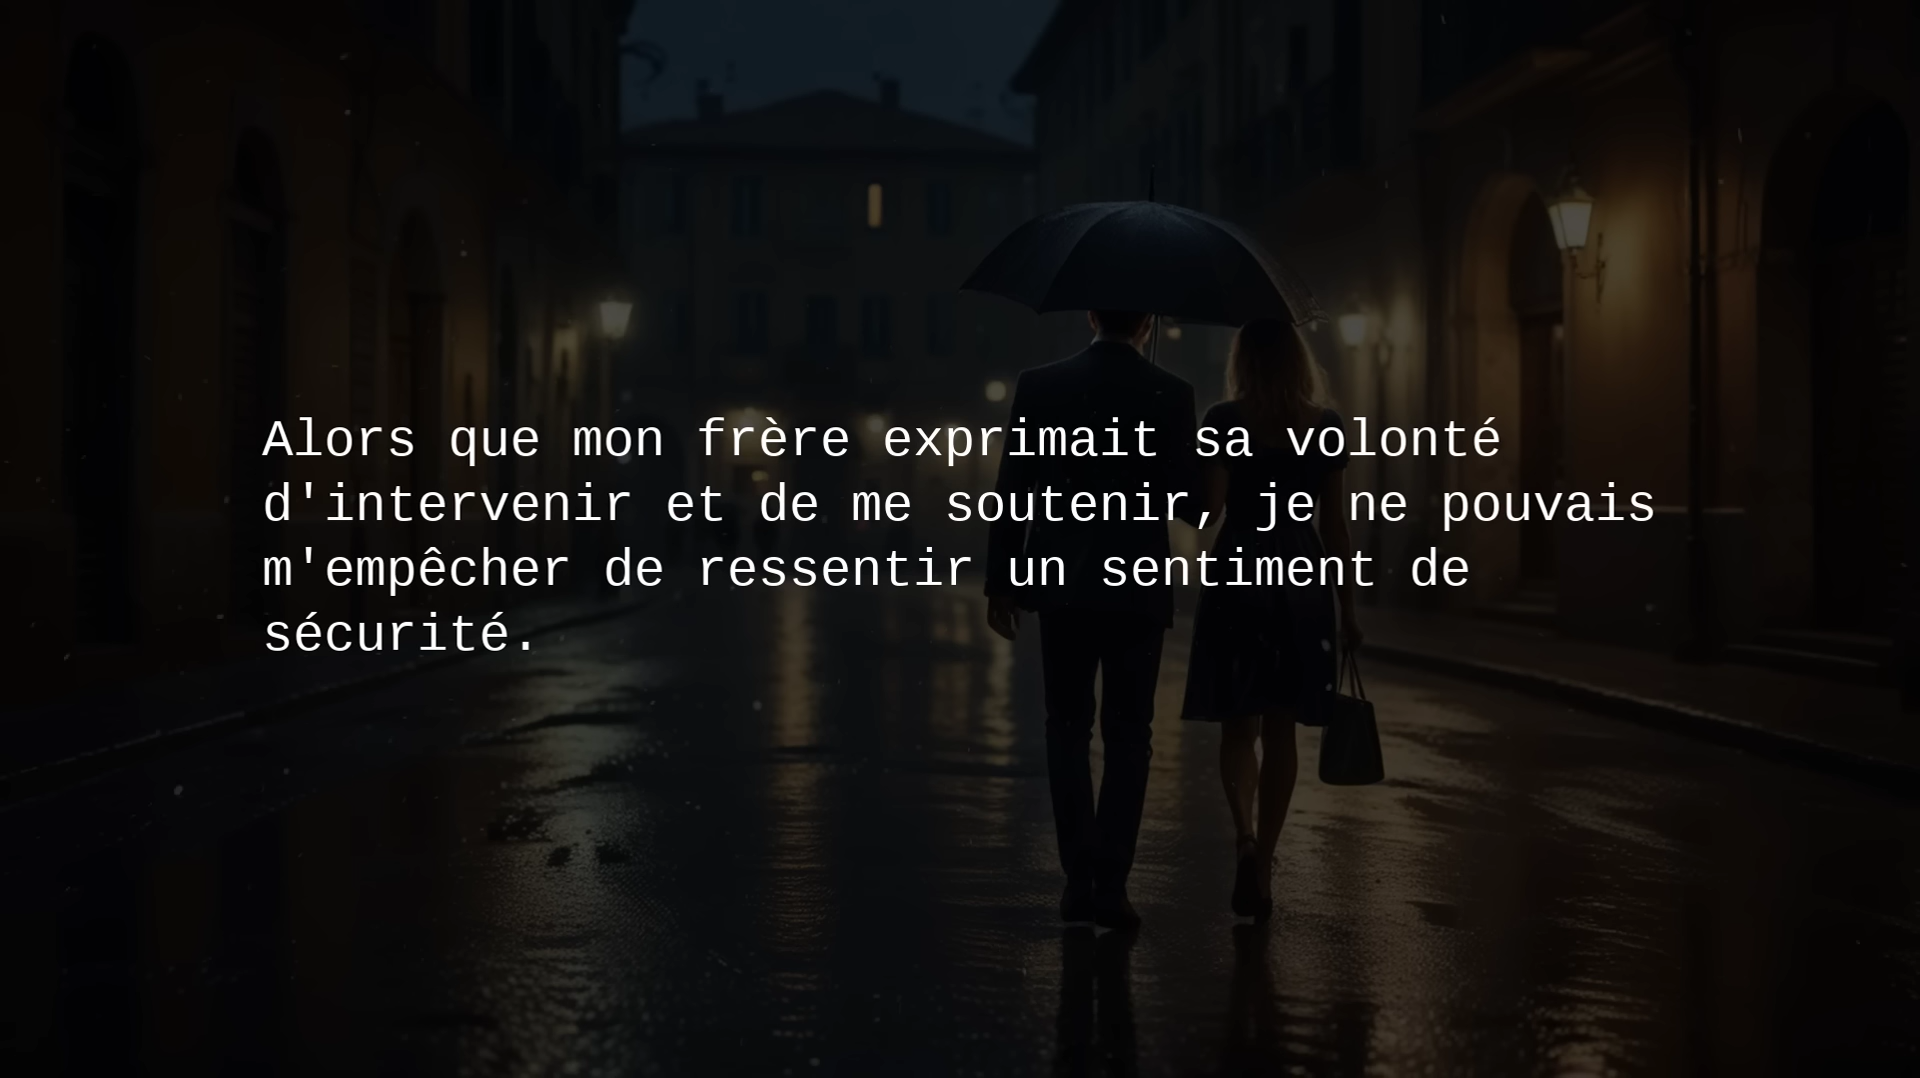 Alors que mon frère exprimait sa volonté
d'intervenir et de me soutenir, je ne pouvais
m'empêcher de ressentir un sentiment de
sécurité.